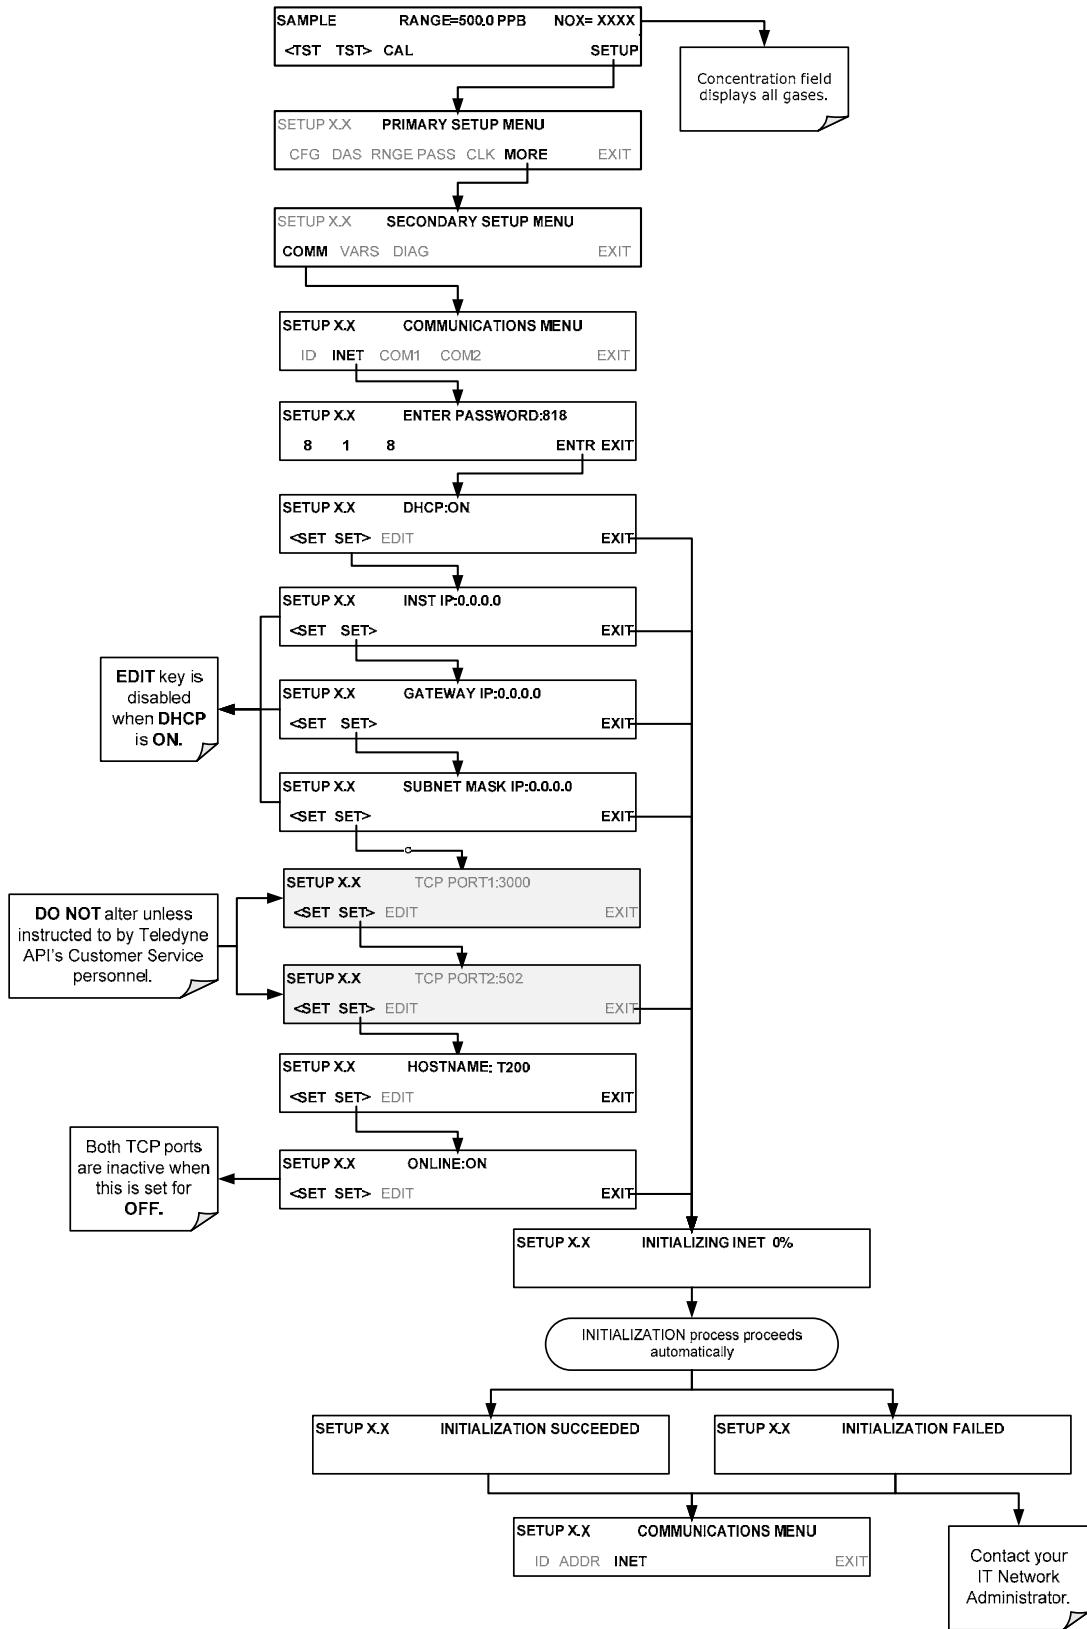 SAMPLE RANGE=500.0 PPB NOX= XXXX
<TST TST> CAL SETUP
Concentration field
displays all gases.
SETUP X.X PRIMARY SETUP MENU
CFG DAS RNGE PASS CLK MORE EXIT
SETUP X.X SECONDARY SETUP MENU
COMM VARS DIAG EXIT
SETUP X.X COMMUNICATIONS MENU
ID INET COM1 COM2 EXIT
SETUP X.X ENTER PASSWORD:818
8 1 8 ENTR EXIT
SETUP X.X DHCP:ON
<SET SET> EDIT EXIT
SETUP X.X INST IP:0.0.0.0
<SET SET> EXIT
EDIT key is
disabled
when DHCP
is ON.
SETUP X.X GATEWAY IP:0.0.0.0
<SET SET> EXIT
SETUP X.X SUBNET MASK IP:0.0.0.0
<SET SET> EXIT
SETUP X.X TCP PORT1:3000
<SET SET> EDIT EXIT
DO NOT alter unless
instructed to by Teledyne
API's Customer Service
personnel.
SETUP X.X TCP PORT2:502
<SET SET> EDIT EXIT
SETUP X.X HOSTNAME: T200
<SET SET> EDIT EXIT
Both TCP ports
are inactive when
this is set for
OFF.
SETUP X.X ONLINE:ON
<SET SET> EDIT EXIT
SETUP X.X INITIALIZING INET 0%
INITIALIZATION process proceeds
automatically
SETUP X.X INITIALIZATION SUCCEEDED
SETUP X.X INITIALIZATION FAILED
SETUP X.X COMMUNICATIONS MENU
ID ADDR INET EXIT
Contact your
IT Network
Administrator.